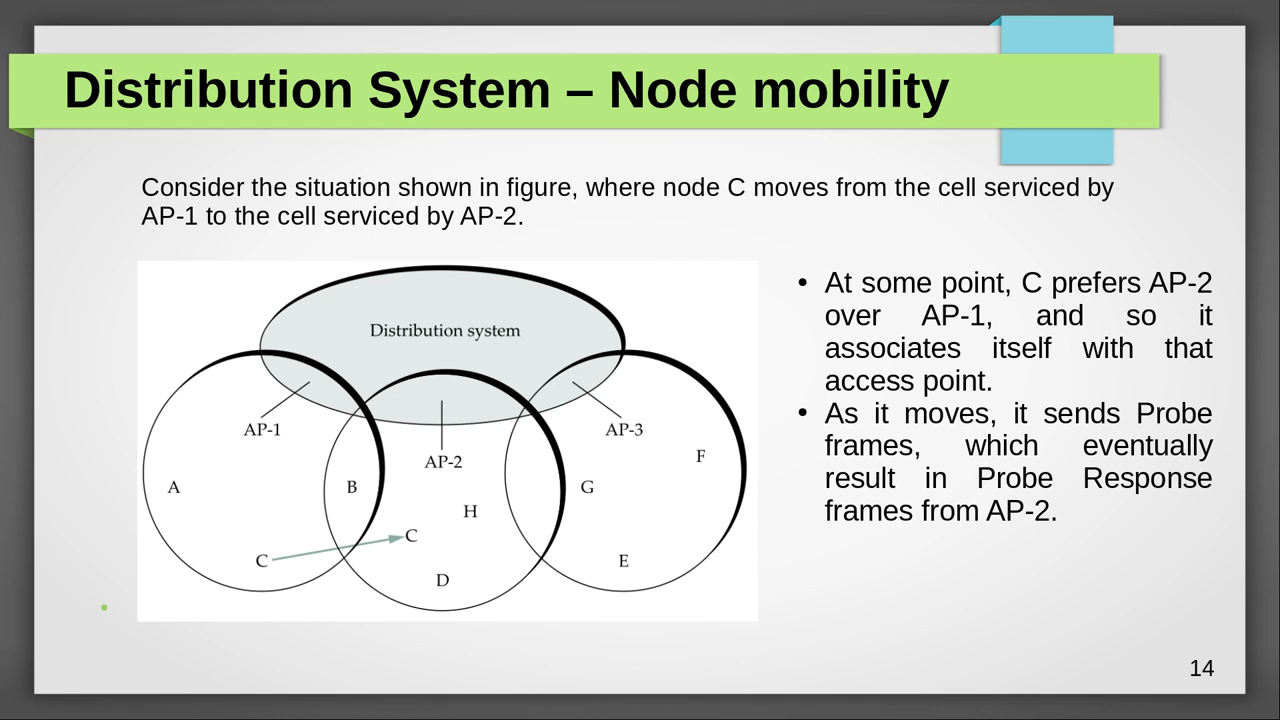 Distribution System – Node mobility
Consider the situation shown in figure, where node C moves from the cell serviced by
AP-1 to the cell serviced by AP-2.
Distribution system
AP-1
AP-2
AP-3
F
A
B
G
H
C
C
E
D
• At some point, C prefers AP-2
over AP-1, and so it
associates itself with that
access point.
• As it moves, it sends Probe
frames, which eventually
result in Probe Response
frames from AP-2.
14